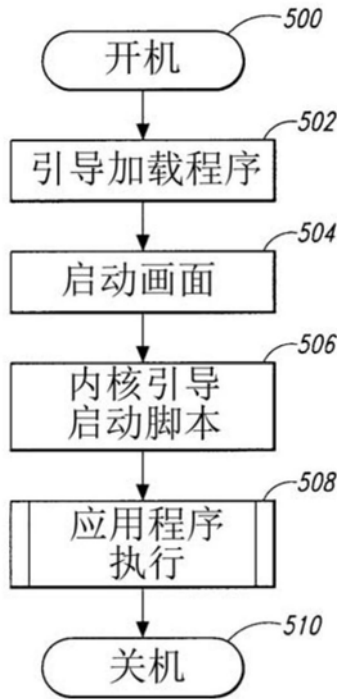 500
开机
502
引导加载程序
504
启动画面
506
内核引导
启动脚本
508
应用程序
执行
510
关机